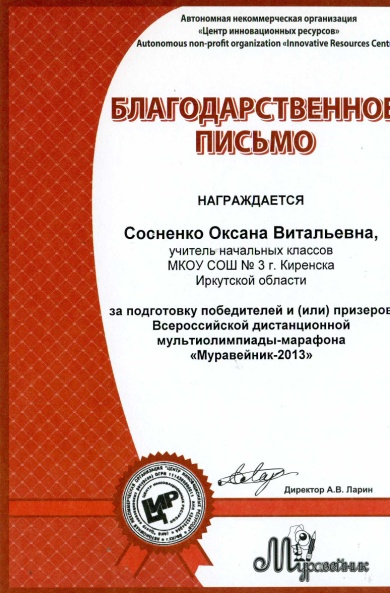 Автономная некоммерческая организация
«Центр инновационных ресурсов»
Autonomous non-profit organization «Innovative Resources Cent
БЛАГОДАРСТВЕННОЕ
ПИСЬМО
НАГРАЖДАЕТСЯ
Сосненко Оксана Витальевна,
учитель начальных классов
МКОУ СОШ № 3 г. Киренска
Иркутской области
за подготовку победителей и (или) призеров
Всероссийской дистанционной
мультиолимпиады-марафона
«Муравейник-2013»
Директор А.В. Ларин
ЦИР
Муравейник